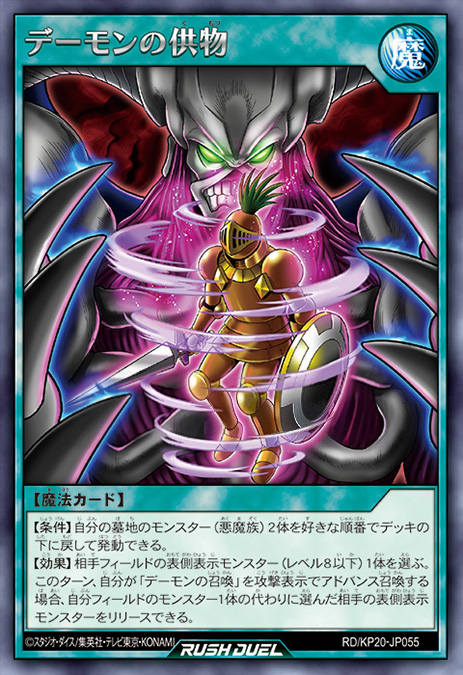 デーモンの供物
魔
【魔法カード】
【条件】自分の墓地のモンスター（悪魔族）2体を好きな順番でデッキの
下に戻して発動できる。
【効果】相手フィールドの表側表示モンスター（レベル8以下）1体を選ぶ。
このターン、自分が「デーモンの召喚」を攻撃表示でアドバンス召喚する
場合、自分フィールドのモンスター1体の代わりに選んだ相手の表側表示
モンスターをリリースできる。
©スタジオ・ダイス/集英社・テレビ東京・KONAMI
RUSH DUEL
RD/KP20-JP055